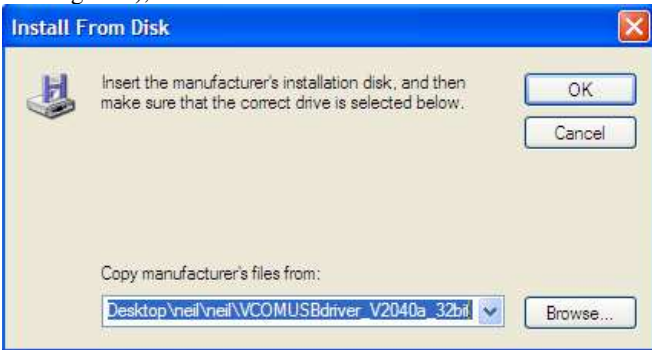 Install From Disk
Insert the manufacturer's installation disk, and then
make sure that the correct drive is selected below.
OK
Cancel
Copy manufacturer's files from:
Desktop\neil\neil\VCOMUSBdriver_V2040a_32bit
Browse...